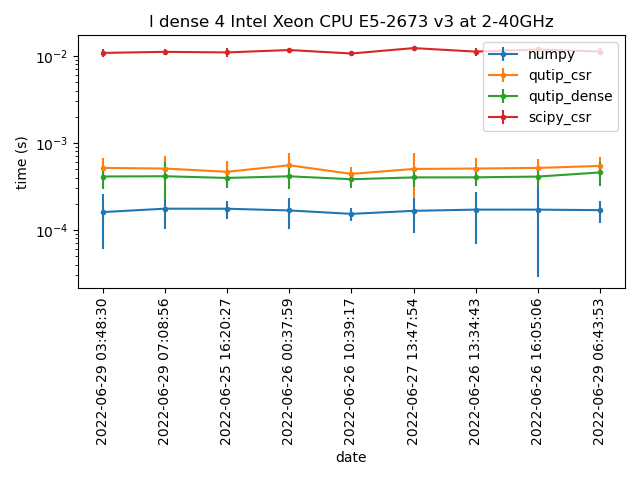 l dense 4 Intel Xeon CPU E5-2673 v3 at 2-40GHz
time (s)
10⁻²
10⁻³
10⁻⁴
numpy
qutip_csr
qutip_dense
scipy_csr
2022-06-29 03:48:30
2022-06-29 07:08:56
2022-06-25 16:20:27
2022-06-26 00:37:59
2022-06-26 10:39:17
2022-06-27 13:47:54
2022-06-26 13:34:43
2022-06-26 16:05:06
2022-06-29 06:43:53
date